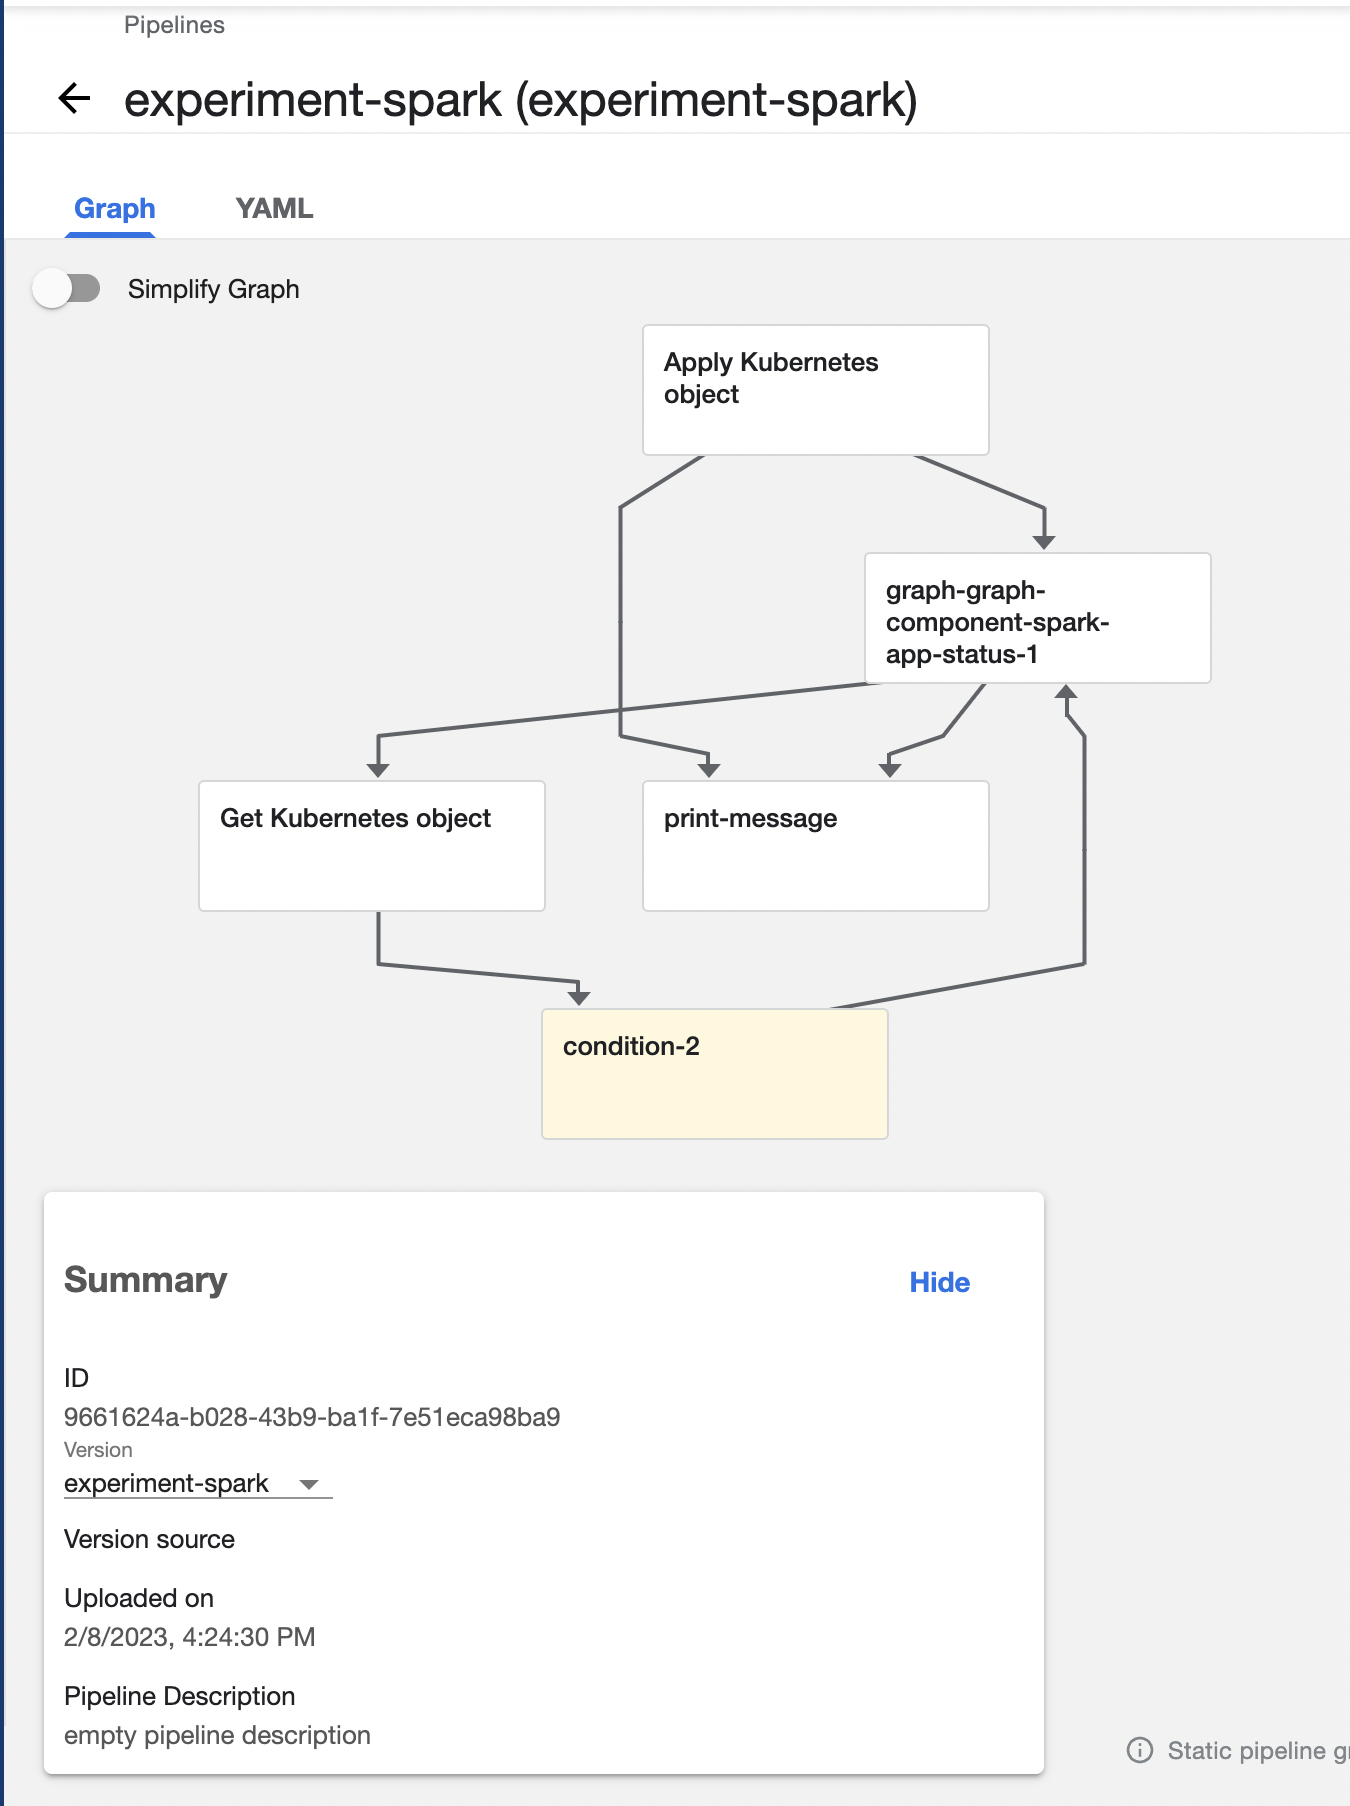 Pipelines
experiment-spark (experiment-spark)
Graph
YAML
Simplify Graph
Apply Kubernetes
object
graph-graph-
component-spark-
app-status-1
Get Kubernetes object
print-message
condition-2
Summary
Hide
ID
9661624a-b028-43b9-ba1f-7e51eca98ba9
Version
experiment-spark
Version source
Uploaded on
2/8/2023, 4:24:30 PM
Pipeline Description
empty pipeline description
Static pipeline